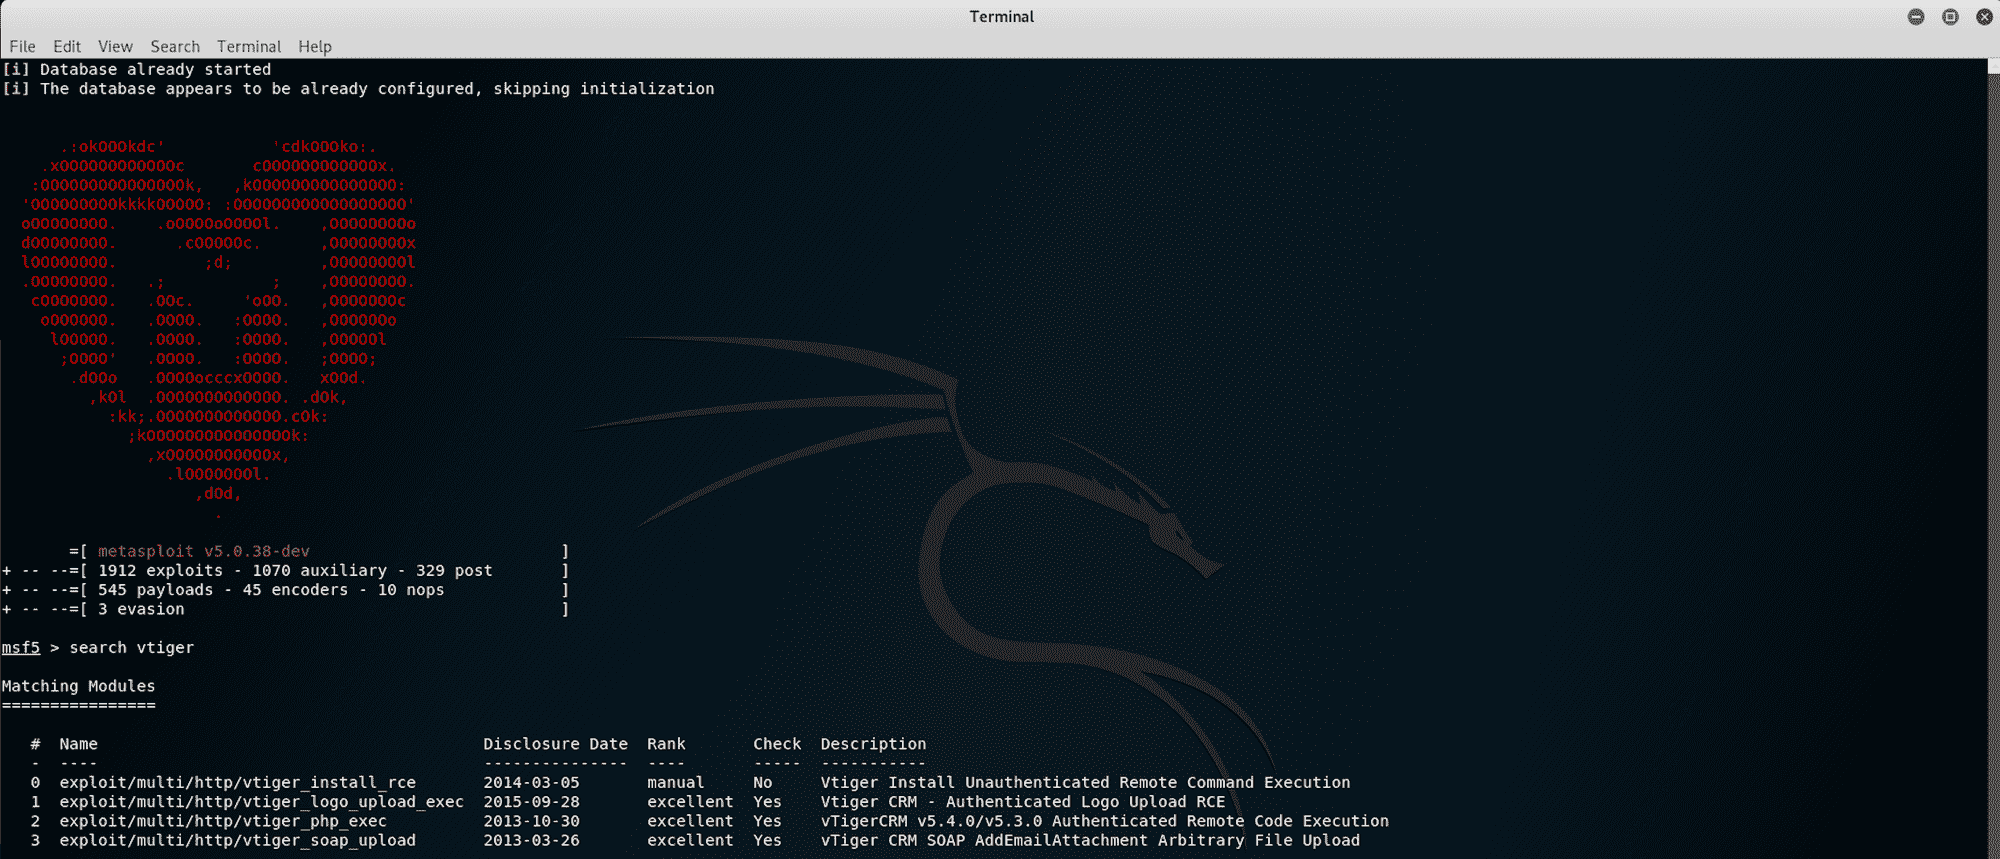 Terminal
File Edit View Search Terminal Help
[i] Database already started
[i] The database appears to be already configured, skipping initialization
.:okOOOkdc'           'cdkOOOko:.
.xOOOOOOOOOOOOc       cOOOOOOOOOOOOx.
:OOOOOOOOOOOOOOOk,   ,kOOOOOOOOOOOOOOO:
'OOOOOOOOOkkkkOOOOO: :OOOOOOOOOOOOOOOOOO'
oOOOOOOOO.    .oOOOOoOOOOl.    ,OOOOOOOOo
dOOOOOOOO.      .cOOOOOc.      ,OOOOOOOOx
lOOOOOOOO.         ;d;         ,OOOOOOOOl
.OOOOOOOO.   .;           ;    ,OOOOOOOO.
cOOOOOOO.   .OOc.     'oOO.   ,OOOOOOOc
oOOOOOO.   .OOOO.   :OOOO.   ,OOOOOOo
lOOOOO.   .OOOO.   :OOOO.   ,OOOOOl
;OOOO'   .OOOO.   :OOOO.   ;OOOO;
.dOOo   .OOOOocccxOOOO.   xOOd.
,kOl  .OOOOOOOOOOOOO. .dOk,
:kk;.OOOOOOOOOOOOO.cOk:
;kOOOOOOOOOOOOOOOk:
,xOOOOOOOOOOOx,
.lOOOOOOOl.
,dOd,
.
=[ metasploit v5.0.38-dev                          ]
+ -- --=[ 1912 exploits - 1070 auxiliary - 329 post       ]
+ -- --=[ 545 payloads - 45 encoders - 10 nops            ]
+ -- --=[ 3 evasion                                       ]
msf5 > search vtiger
Matching Modules
================
#  Name                                        Disclosure Date  Rank       Check  Description
-  ----                                        ---------------  ----       -----  -----------
0  exploit/multi/http/vtiger_install_rce       2014-03-05       manual     No     Vtiger Install Unauthenticated Remote Command Execution
1  exploit/multi/http/vtiger_logo_upload_exec  2015-09-28       excellent  Yes    Vtiger CRM - Authenticated Logo Upload RCE
2  exploit/multi/http/vtiger_php_exec          2013-10-30       excellent  Yes    vTigerCRM v5.4.0/v5.3.0 Authenticated Remote Code Execution
3  exploit/multi/http/vtiger_soap_upload       2013-03-26       excellent  Yes    vTiger CRM SOAP AddEmailAttachment Arbitrary File Upload